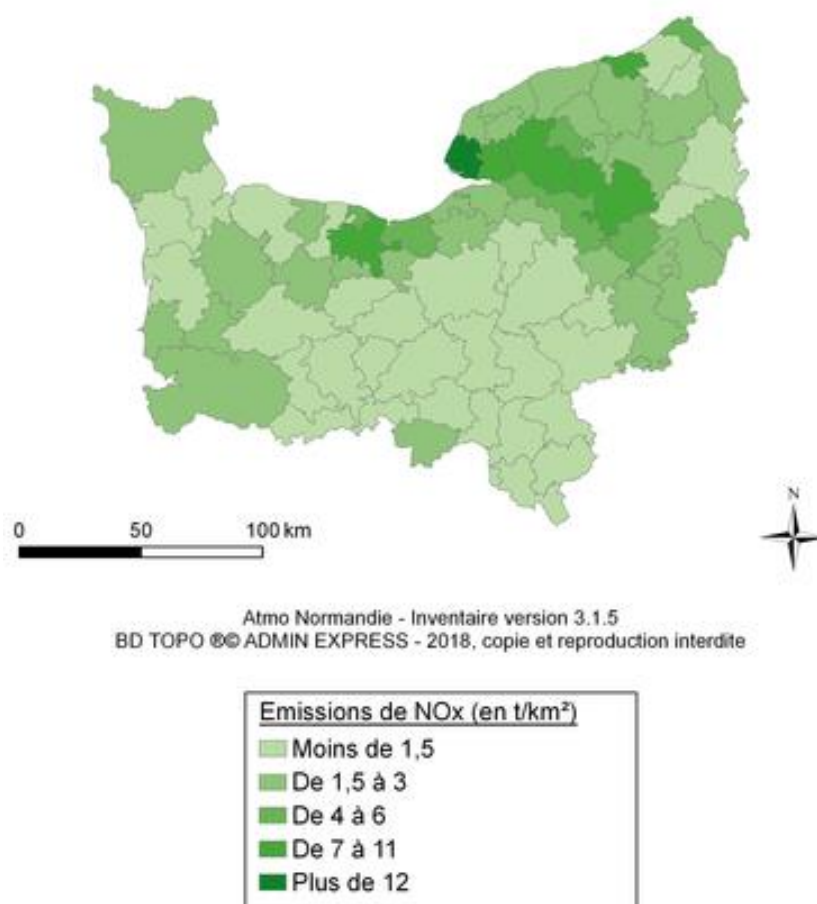 N
0 50 100 km
Atmo Normandie - Inventaire version 3.1.5
BD TOPO ®© ADMIN EXPRESS - 2018, copie et reproduction interdite
Emissions de NOx (en t/km²)
Moins de 1,5
De 1,5 à 3
De 4 à 6
De 7 à 11
Plus de 12